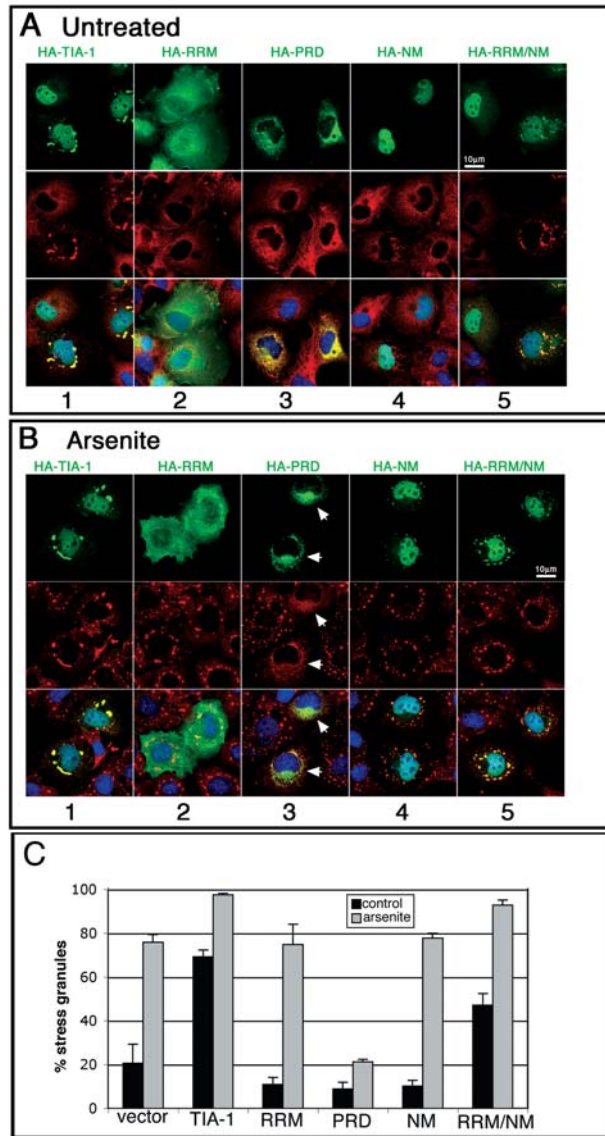 A Untreated
HA-TIA-1 HA-RRM HA-PRD HA-NM HA-RRM/NM
10µm
1 2 3 4 5
B Arsenite
HA-TIA-1 HA-RRM HA-PRD HA-NM HA-RRM/NM
10µm
1 2 3 4 5
C
% stress granules
100
80
60
40
20
0
control
arsenite
vector TIA-1 RRM PRD NM RRM/NM